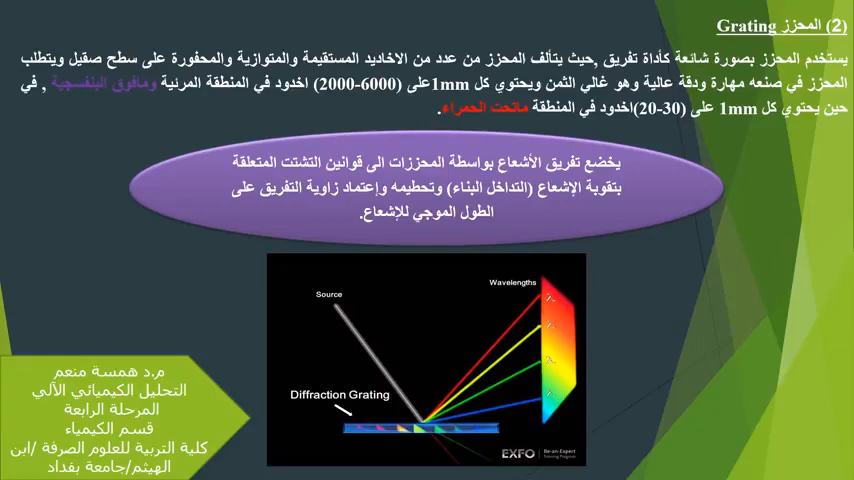 (2) المحزز Grating
يستخدم المحزز بصورة شائعة كأداة تفريق ,حيث يتألف المحزز من عدد من الاخاديد المستقيمة والمتوازية والمحفورة على سطح صقيل ويتطلب
المحزز في صنعه مهارة ودقة عالية وهو غالي الثمن ويحتوي كل 1mmعلى (6000-2000) اخدود في المنطقة المرئية ومافوق البنفسجية , في
حين يحتوي كل 1mm على (30-20)اخدود في المنطقة ماتحت الحمراء.
يخضع تفريق الأشعاع بواسطة المحززات الى قوانين التشتت المتعلقة
بتقوية الإشعاع (التداخل البناء) وتحطيمه وإعتماد زاوية التفريق على
الطول الموجي للإشعاع.
Wavelengths
Source
Diffraction Grating
EXFO
Be-an-Expert
Training Program
م.د همسة منعم
التحليل الكيميائي الآلي
المرحلة الرابعة
قسم الكيمياء
كلية التربية للعلوم الصرفة /ابن
الهيثم/جامعة بغداد